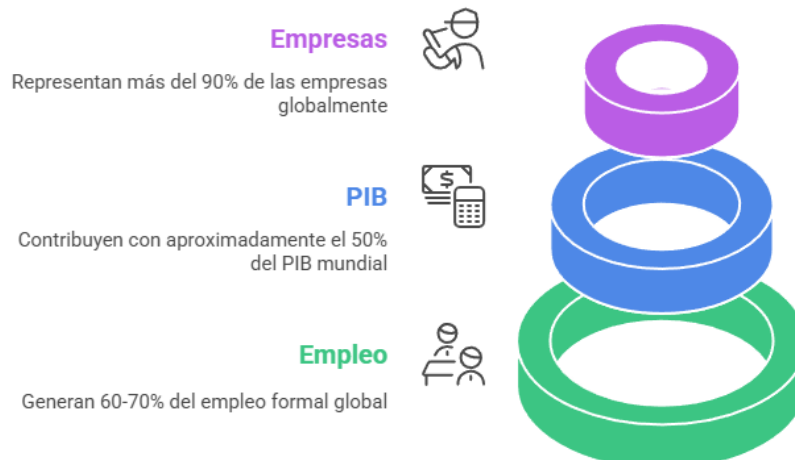 Empresas
Representan más del 90% de las empresas
globalmente
$
PIB
Contribuyen con aproximadamente el 50%
del PIB mundial
Empleo
Generan 60-70% del empleo formal global